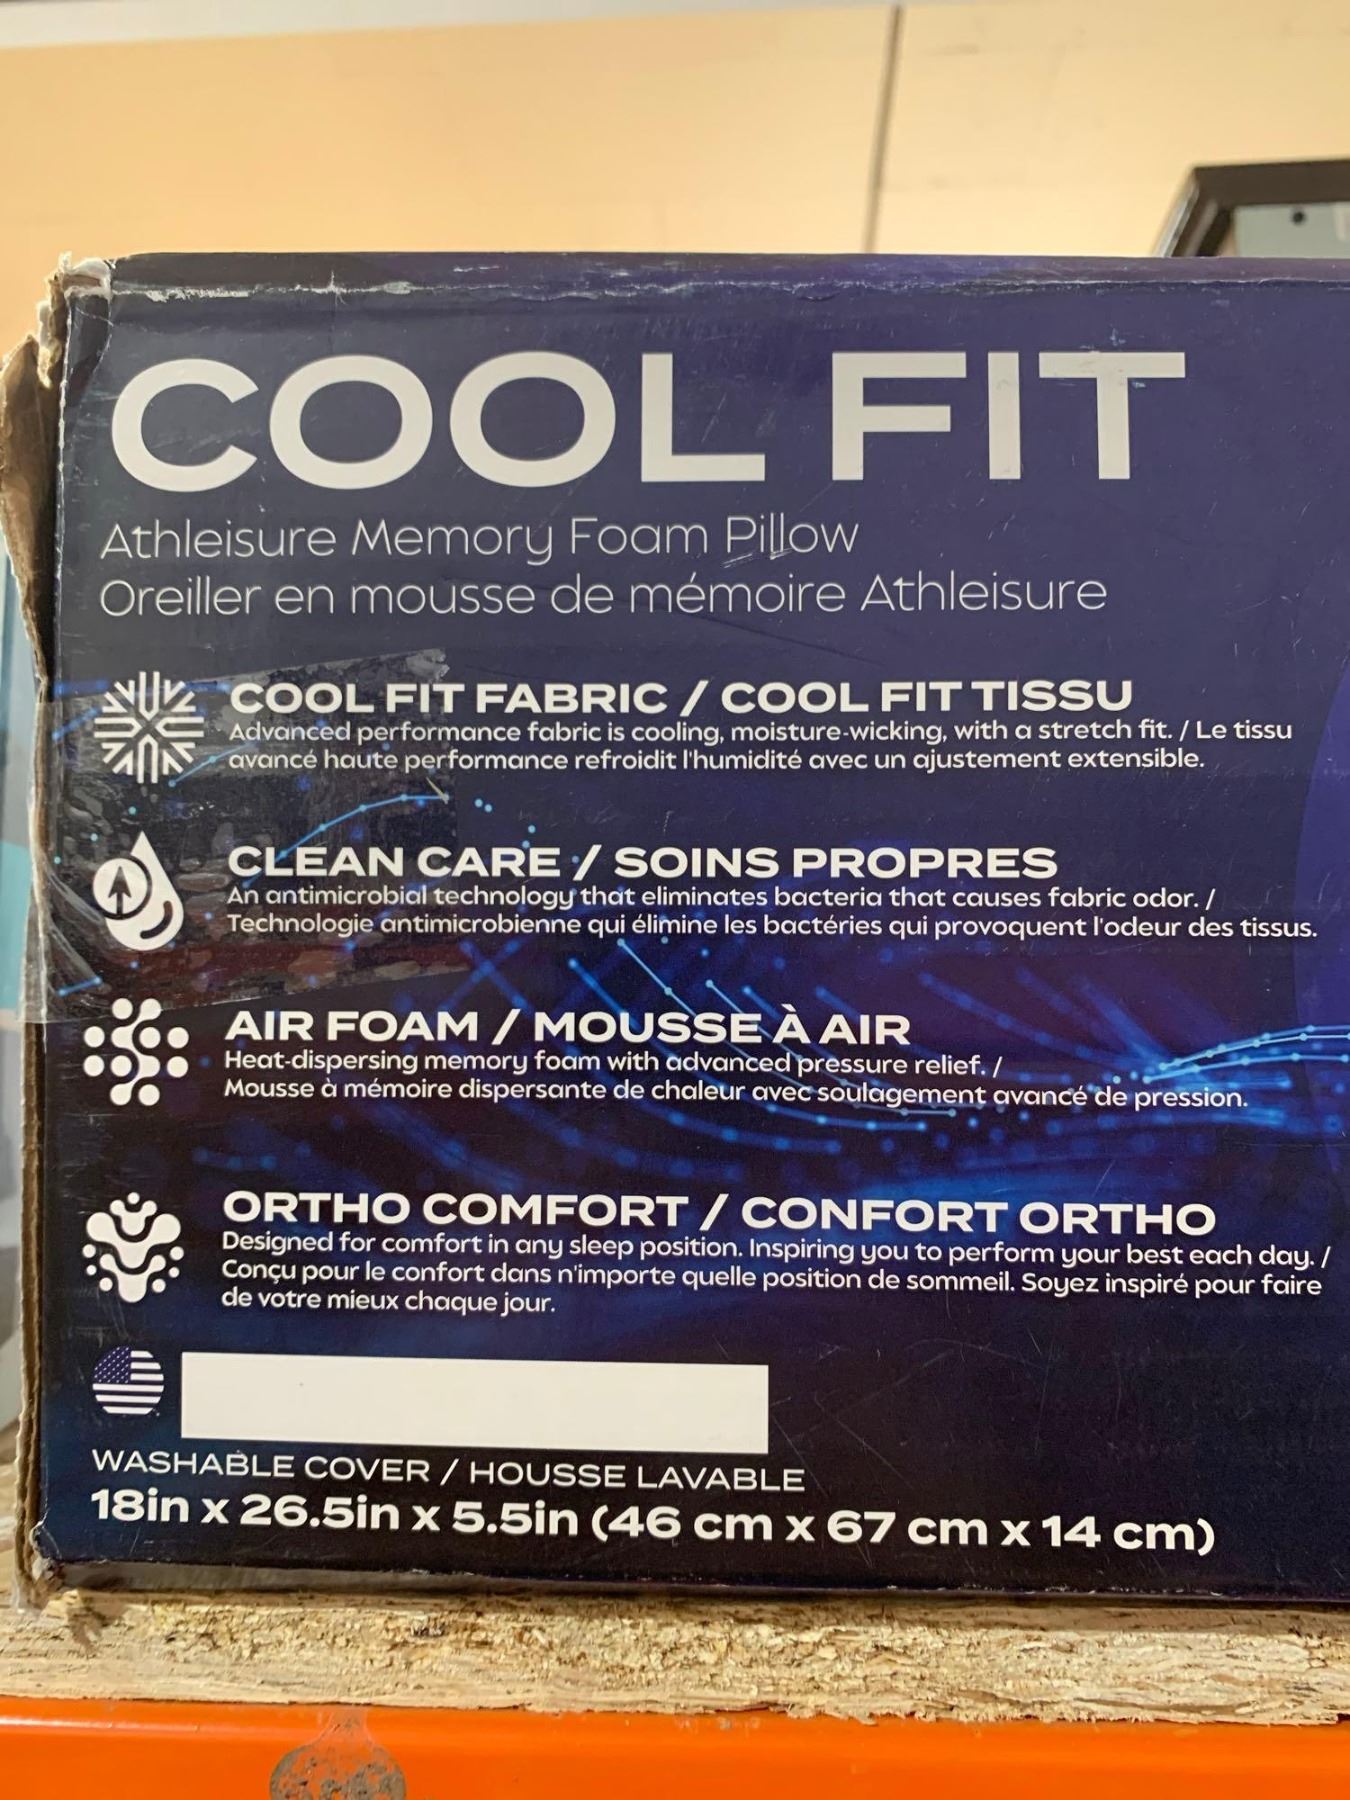 COOL FIT
Athleisure Memory Foam Pillow
Oreiller en mousse de mémoire Athleisure
COOL FIT FABRIC / COOL FIT TISSU
Advanced performance fabric is cooling, moisture-wicking, with a stretch fit. / Le tissu
avancé haute performance refroidit l'humidité avec un ajustement extensible.
CLEAN CARE / SOINS PROPRES
An antimicrobial technology that eliminates bacteria that causes fabric odor. /
Technologie antimicrobienne qui élimine les bactéries qui provoquent l'odeur des tissus.
AIR FOAM / MOUSSE À AIR
Heat-dispersing memory foam with advanced pressure relief. /
Mousse à mémoire dispersante de chaleur avec soulagement avancé de pression.
ORTHO COMFORT / CONFORT ORTHO
Designed for comfort in any sleep position. Inspiring you to perform your best each day. /
Conçu pour le confort dans n'importe quelle position de sommeil. Soyez inspiré pour faire
de votre mieux chaque jour.
WASHABLE COVER / HOUSSE LAVABLE
18in x 26.5in x 5.5in (46 cm x 67 cm x 14 cm)